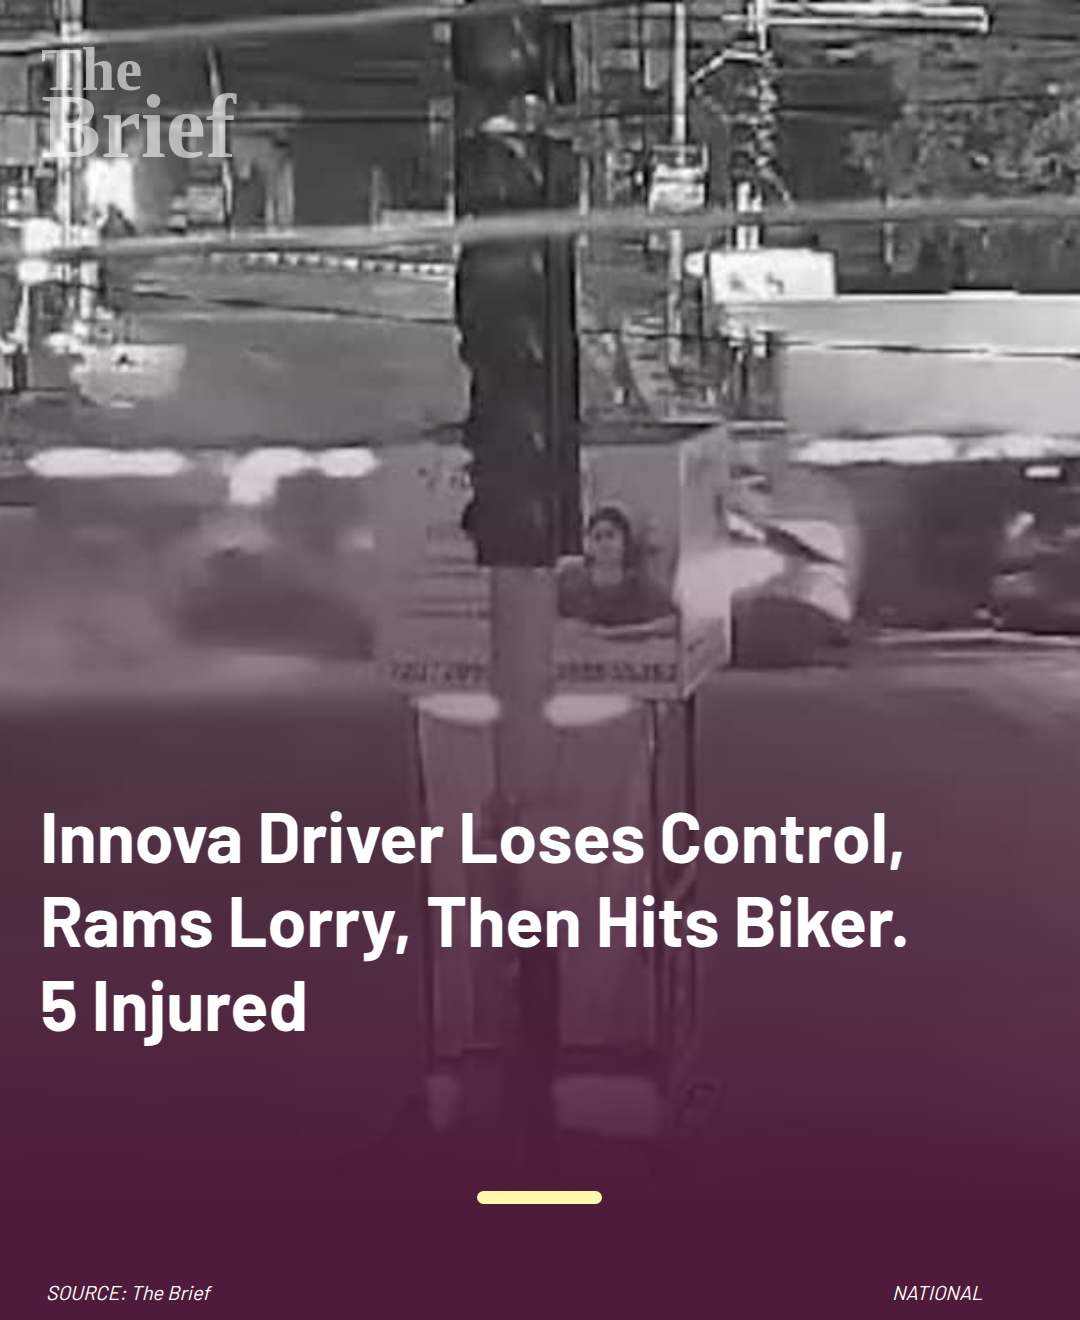 The
Brief
Innova Driver Loses Control,
Rams Lorry, Then Hits Biker.
5 Injured
SOURCE: The Brief
NATIONAL